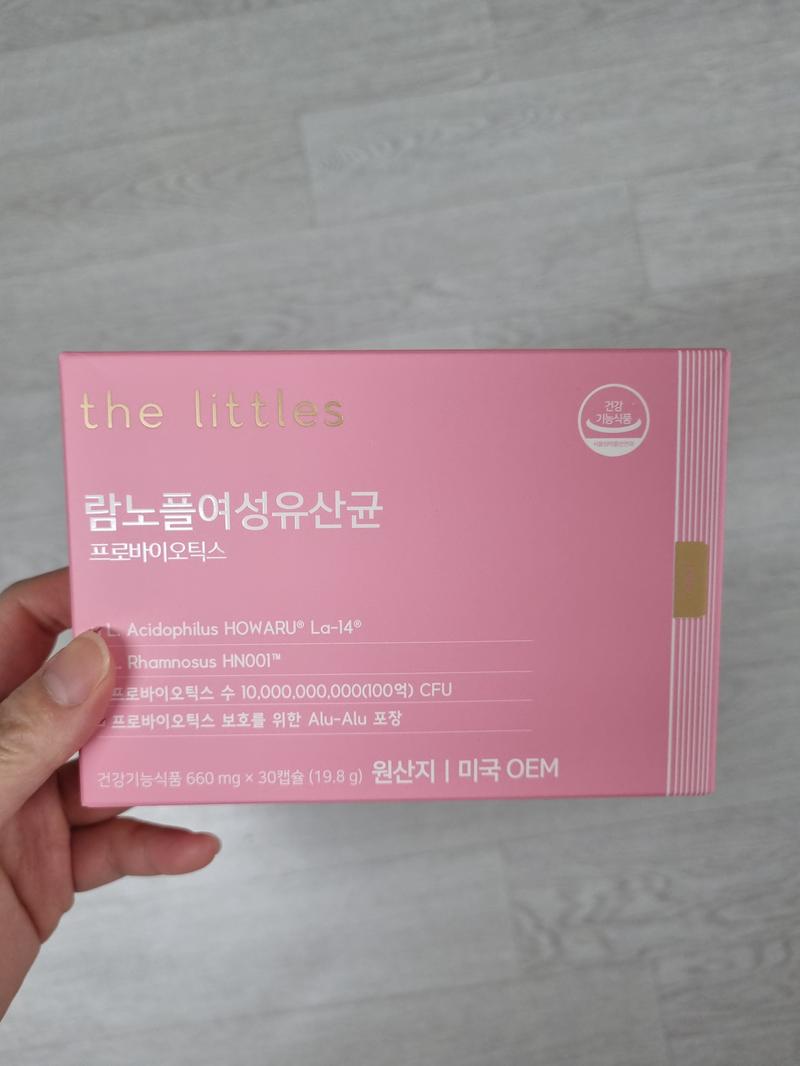 the littles
건강
기능식품
람노플여성유산균
프로바이오틱스
L. Acidophilus HOWARU® La-14®
L. Rhamnosus HN001™
프로바이오틱스 수 10,000,000,000(100억) CFU
프로바이오틱스 보호를 위한 Alu-Alu 포장
건강기능식품 660 mg × 30캡슐 (19.8 g) 원산지 | 미국 OEM